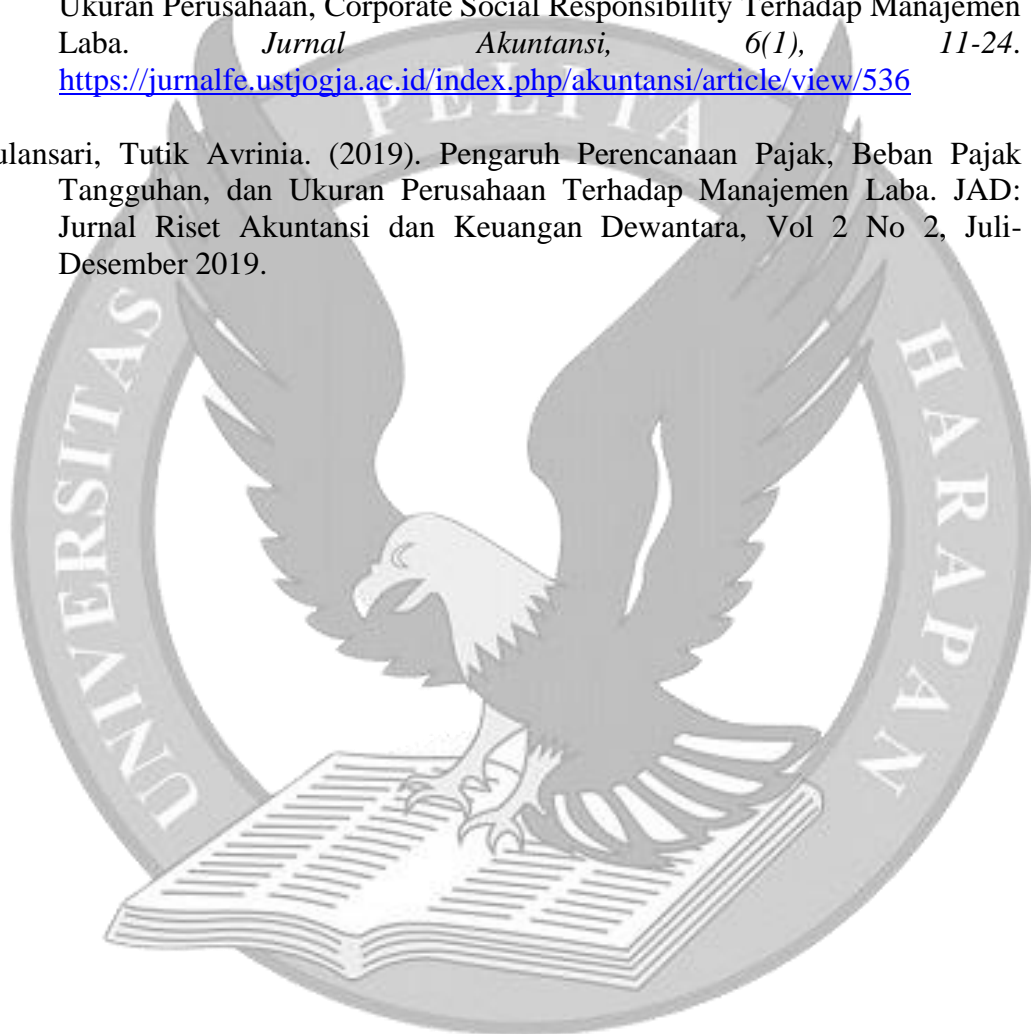 Ukuran Perusahaan, Corporate Social Responsibility Terhadap Manajemen
Laba. Jurnal Akuntansi, 6(1), 11-24.
https://jurnalfe.ustjogja.ac.id/index.php/akuntansi/article/view/536
ulansari, Tutik Avrinia. (2019). Pengaruh Perencanaan Pajak, Beban Pajak
Tangguhan, dan Ukuran Perusahaan Terhadap Manajemen Laba. JAD:
Jurnal Riset Akuntansi dan Keuangan Dewantara, Vol 2 No 2, Juli-
Desember 2019.
UNIVERSITAS
PELITA
HARAPAN